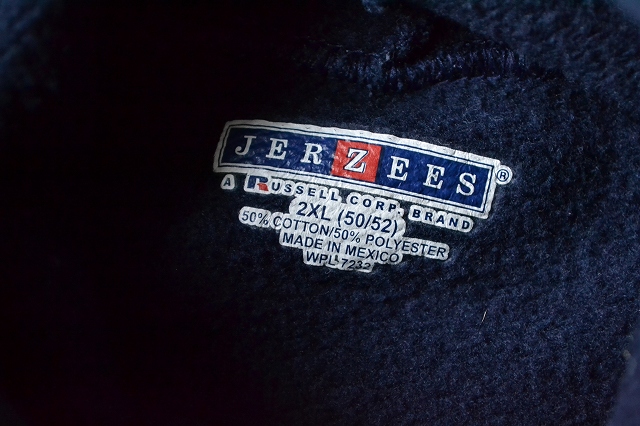 JERZEES®
A RUSSELL CORP. BRAND
2XL (50/52)
50% COTTON/50% POLYESTER
MADE IN MEXICO
WPL 7232